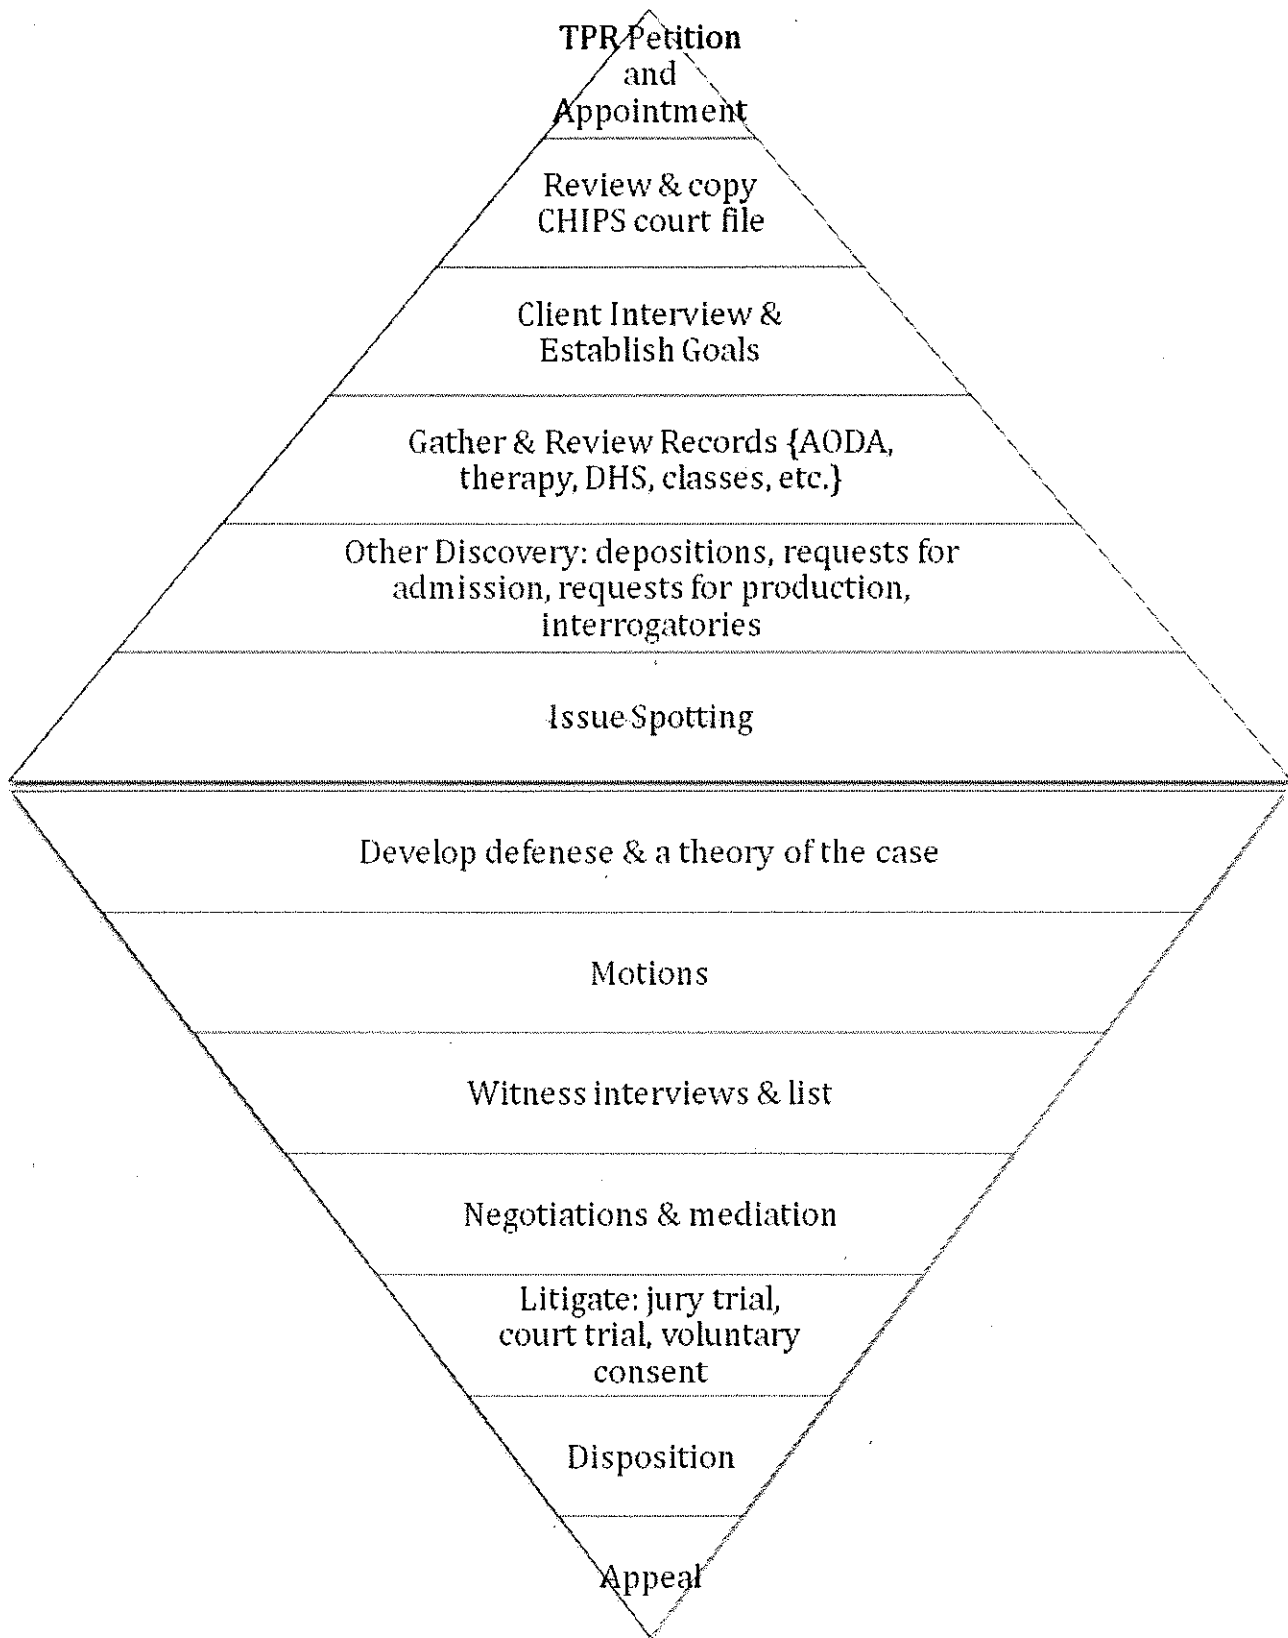 TPR Petition
and
Appointment
Review & copy
CHIPS court file
Client Interview &
Establish Goals
Gather & Review Records {AODA,
therapy, DHS, classes, etc.}
Other Discovery: depositions, requests for
admission, requests for production,
interrogatories
Issue Spotting
Develop defenese & a theory of the case
Motions
Witness interviews & list
Negotiations & mediation
Litigate: jury trial,
court trial, voluntary
consent
Disposition
Appeal